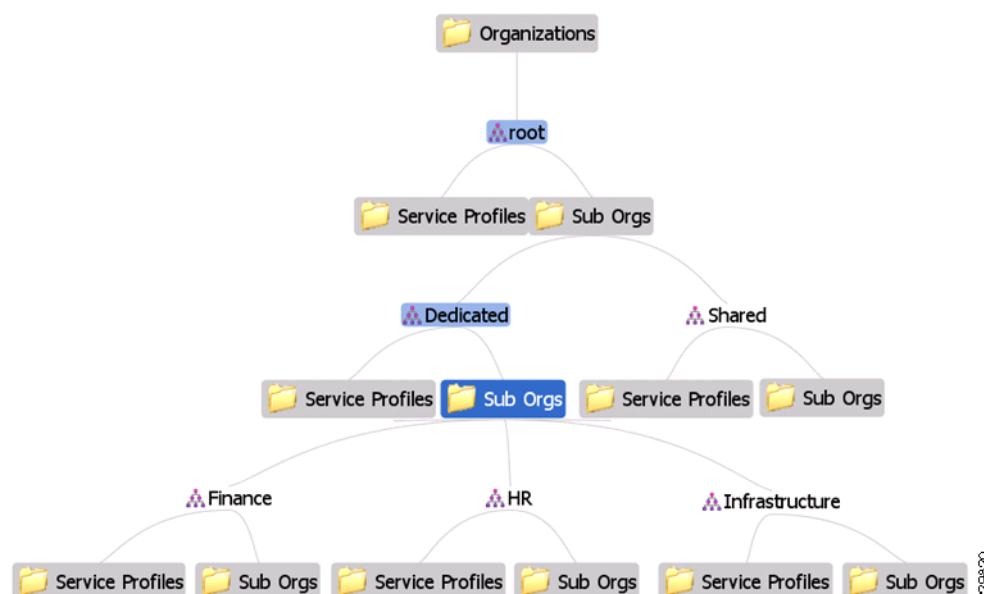 Organizations
root
Service Profiles
Sub Orgs
Dedicated
Shared
Service Profiles
Sub Orgs
Service Profiles
Sub Orgs
Finance
HR
Infrastructure
Service Profiles
Sub Orgs
Service Profiles
Sub Orgs
Service Profiles
Sub Orgs